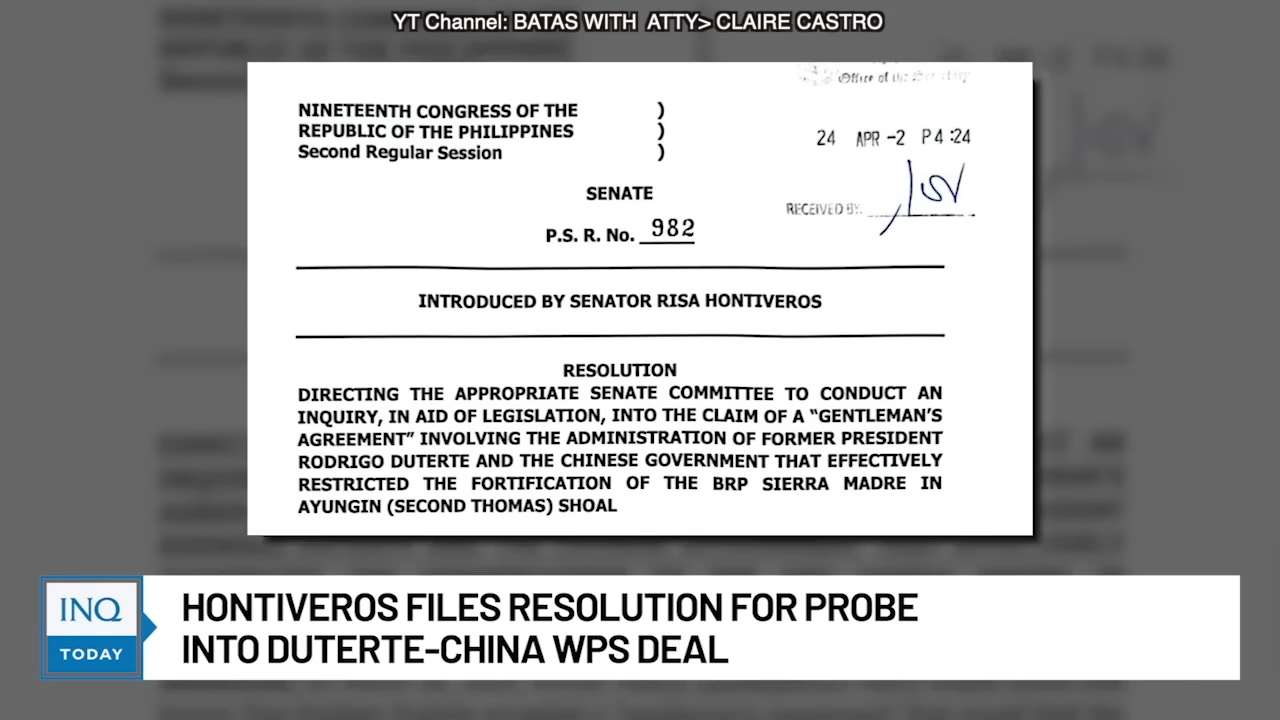 YT Channel: BATAS WITH ATTY> CLAIRE CASTRO
Office of the Secretary
NINETEENTH CONGRESS OF THE )
REPUBLIC OF THE PHILIPPINES )
Second Regular Session )
24 APR -2 P4:24
SENATE
RECEIVED BY:
P.S. R. No. 982
INTRODUCED BY SENATOR RISA HONTIVEROS
RESOLUTION
DIRECTING THE APPROPRIATE SENATE COMMITTEE TO CONDUCT AN
INQUIRY, IN AID OF LEGISLATION, INTO THE CLAIM OF A “GENTLEMAN’S
AGREEMENT” INVOLVING THE ADMINISTRATION OF FORMER PRESIDENT
RODRIGO DUTERTE AND THE CHINESE GOVERNMENT THAT EFFECTIVELY
RESTRICTED THE FORTIFICATION OF THE BRP SIERRA MADRE IN
AYUNGIN (SECOND THOMAS) SHOAL
INQ
TODAY
HONTIVEROS FILES RESOLUTION FOR PROBE
INTO DUTERTE-CHINA WPS DEAL